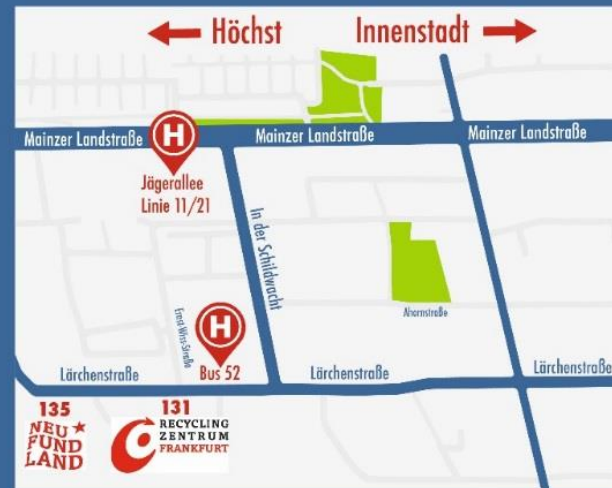 Höchst
Innenstadt
Mainzer Landstraße
Mainzer Landstraße
Mainzer Landstraße
H
Jägerallee
Linie 11/21
In der Schildwacht
Ahornstraße
Ernst-Wiss-Straße
H
Bus 52
Lärchenstraße
Lärchenstraße
Lärchenstraße
135
NEU
FUND
LAND
131
RECYCLING
ZENTRUM
FRANKFURT